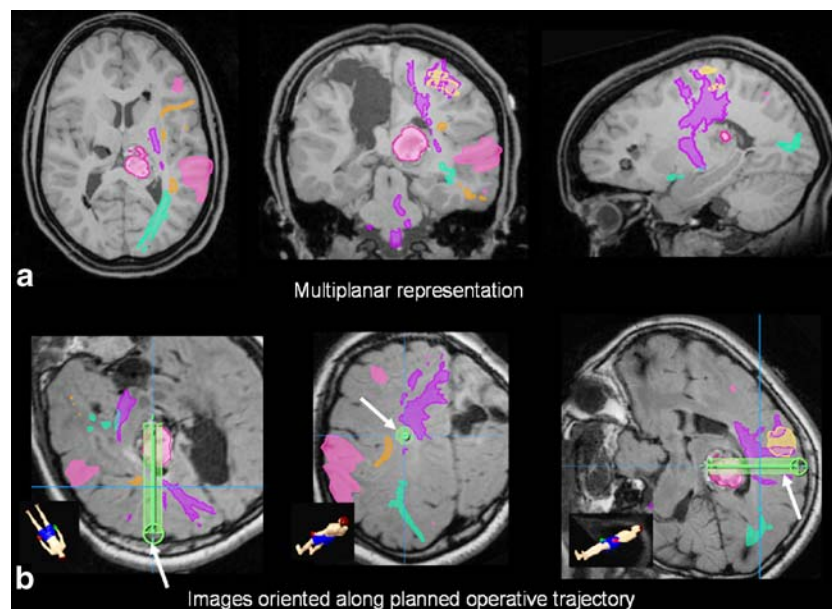 a
Multiplanar representation
b
Images oriented along planned operative trajectory